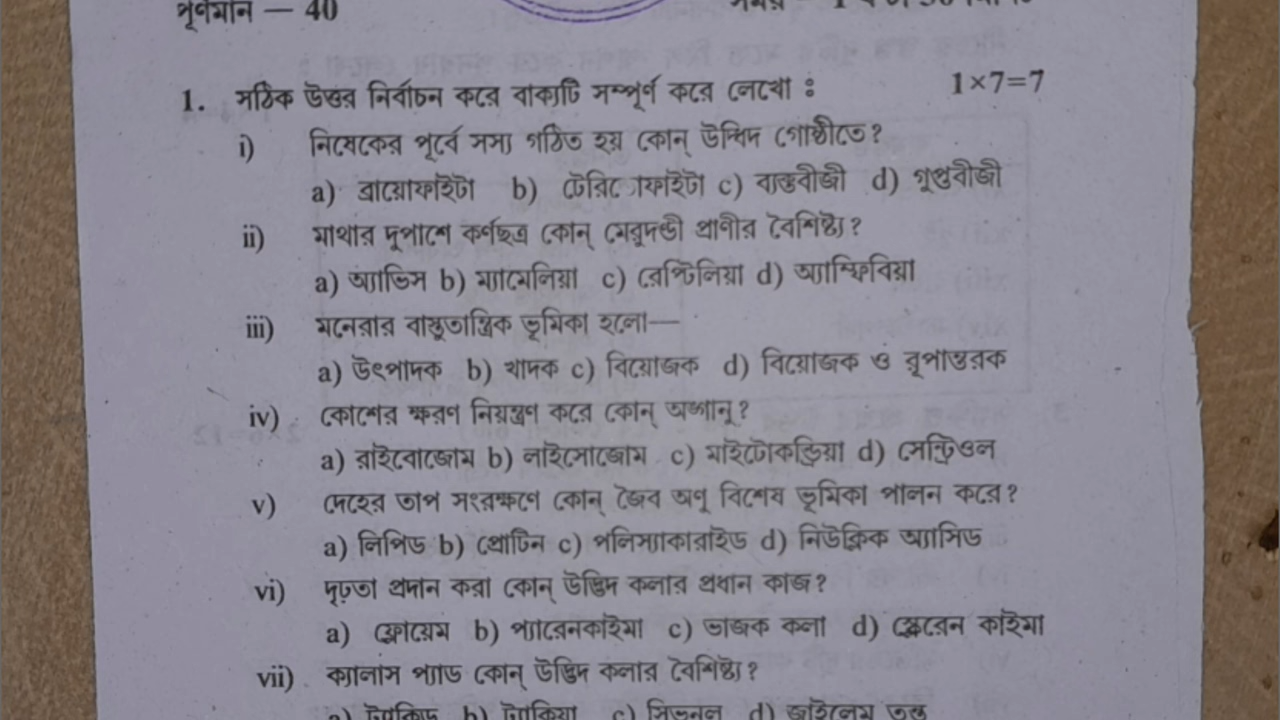 পূর্ণমান — 40
1. সঠিক উত্তর নির্বাচন করে বাক্যটি সম্পূর্ণ করে লেখো : 1×7=7
i) নিষেকের পূর্বে সস্য গঠিত হয় কোন্ উদ্ভিদ গোষ্ঠীতে?
a) ব্রায়োফাইটা b) টেরিডোফাইটা c) ব্যক্তবীজী d) গুপ্তবীজী
ii) মাথার দুপাশে কর্ণছত্র কোন্ মেরুদণ্ডী প্রাণীর বৈশিষ্ট্য?
a) অ্যাভিস b) ম্যামেলিয়া c) রেপ্টিলিয়া d) অ্যাম্ফিবিয়া
iii) মনেরার বাস্তুতান্ত্রিক ভূমিকা হলো—
a) উৎপাদক b) খাদক c) বিয়োজক d) বিয়োজক ও রূপান্তরক
iv) কোশের ক্ষরণ নিয়ন্ত্রণ করে কোন্ অঙ্গানু?
a) রাইবোজোম b) লাইসোজোম c) মাইটোকন্ড্রিয়া d) সেন্ট্রিওল
v) দেহের তাপ সংরক্ষণে কোন্ জৈব অণু বিশেষ ভূমিকা পালন করে?
a) লিপিড b) প্রোটিন c) পলিস্যাকারাইড d) নিউক্লিক অ্যাসিড
vi) দৃঢ়তা প্রদান করা কোন্ উদ্ভিদ কলার প্রধান কাজ?
a) ফ্লোয়েম b) প্যারেনকাইমা c) ভাজক কলা d) স্ক্লেরেন কাইমা
vii) ক্যালাস প্যাড কোন্ উদ্ভিদ কলার বৈশিষ্ট্য?
a) ট্র্যাকিড b) ট্র্যাকিয়া c) সিভনল d) জাইলেম তন্তু